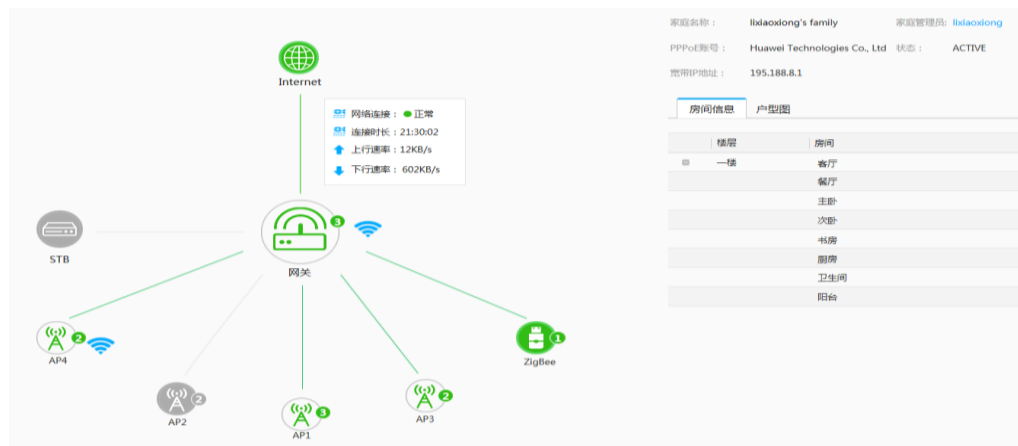 家庭名称： lixiaoxiong's family 家庭管理员: lixiaoxiong
PPPoE账号： Huawei Technologies Co., Ltd 状态： ACTIVE
宽带IP地址： 195.188.8.1
房间信息 户型图
楼层 房间
一楼 客厅
餐厅
主卧
次卧
书房
厨房
卫生间
阳台
Internet
网络连接： 正常
连接时长：21:30:02
上行速率：12KB/s
下行速率： 602KB/s
3
网关
STB
2
AP4
2
AP2
3
AP1
2
AP3
1
ZigBee